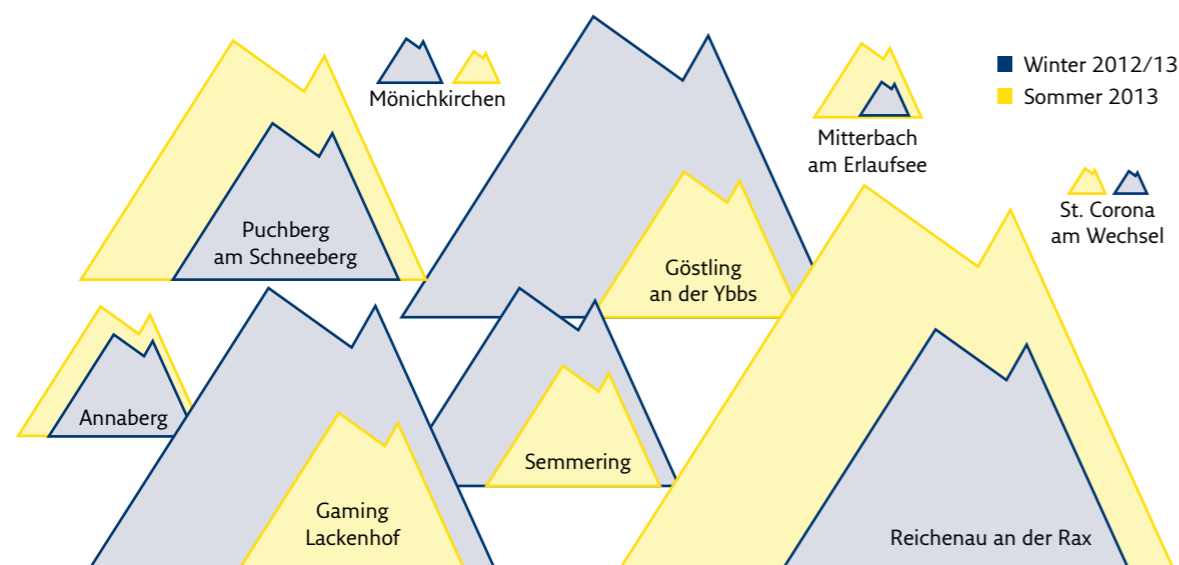 Winter 2012/13
Sommer 2013
Mönichkirchen
Mitterbach
am Erlaufsee
St. Corona
am Wechsel
Puchberg
am Schneeberg
Göstling
an der Ybbs
Annaberg
Semmering
Gaming
Lackenhof
Reichenau an der Rax